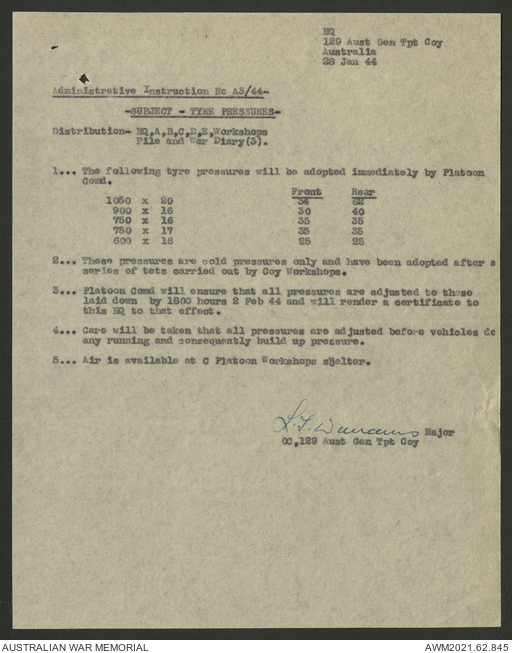 HQ
129 Aust Gen Tpt Coy
Australia
28 Jan 44
Administrative Instruction No A3/44-
-SUBJECT - TYRE PRESSURES-
Distribution- HQ,A,B,C,D,E,Workshops
File and War Diary(3).
1... The following tyre pressures will be adopted immediately by Platoon
Comd.
Front Rear
1050 x 20 34
900 x 16 30 40
750 x 16 35 35
750 x 17 35 35
600 x 16 25 25
2... These pressures are cold pressures only and have been adopted after s
series of tets carried out by Coy Workshops.
3... Platoon Comd will ensure that all pressures are adjusted to those
laid down by 1800 hours 2 Feb 44 and will render a certificate to
this HQ to that effect.
4... Care will be taken that all pressures are adjusted before vehicles do
any running and consequently build up pressure.
5... Air is available at C Platoon Workshops shelter.
Major
OC,129 Aust Gen Tpt Coy
AUSTRALIAN WAR MEMORIAL
AWM2021.62.845